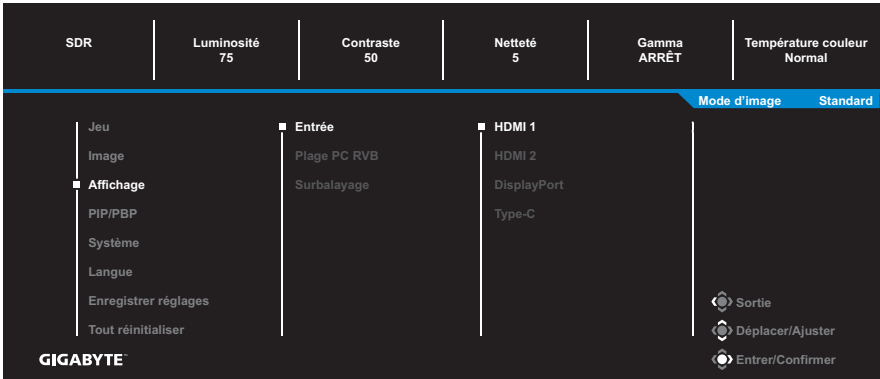 SDR
Luminosité
75
Contraste
50
Netteté
5
Gamma
ARRÊT
Température couleur
Normal
Mode d'image Standard
Jeu
Image
Affichage
PIP/PBP
Système
Langue
Enregistrer réglages
Tout réinitialiser
Entrée
Plage PC RVB
Surbalayage
HDMI 1
HDMI 2
DisplayPort
Type-C
Sortie
Déplacer/Ajuster
Entrer/Confirmer
GIGABYTE™